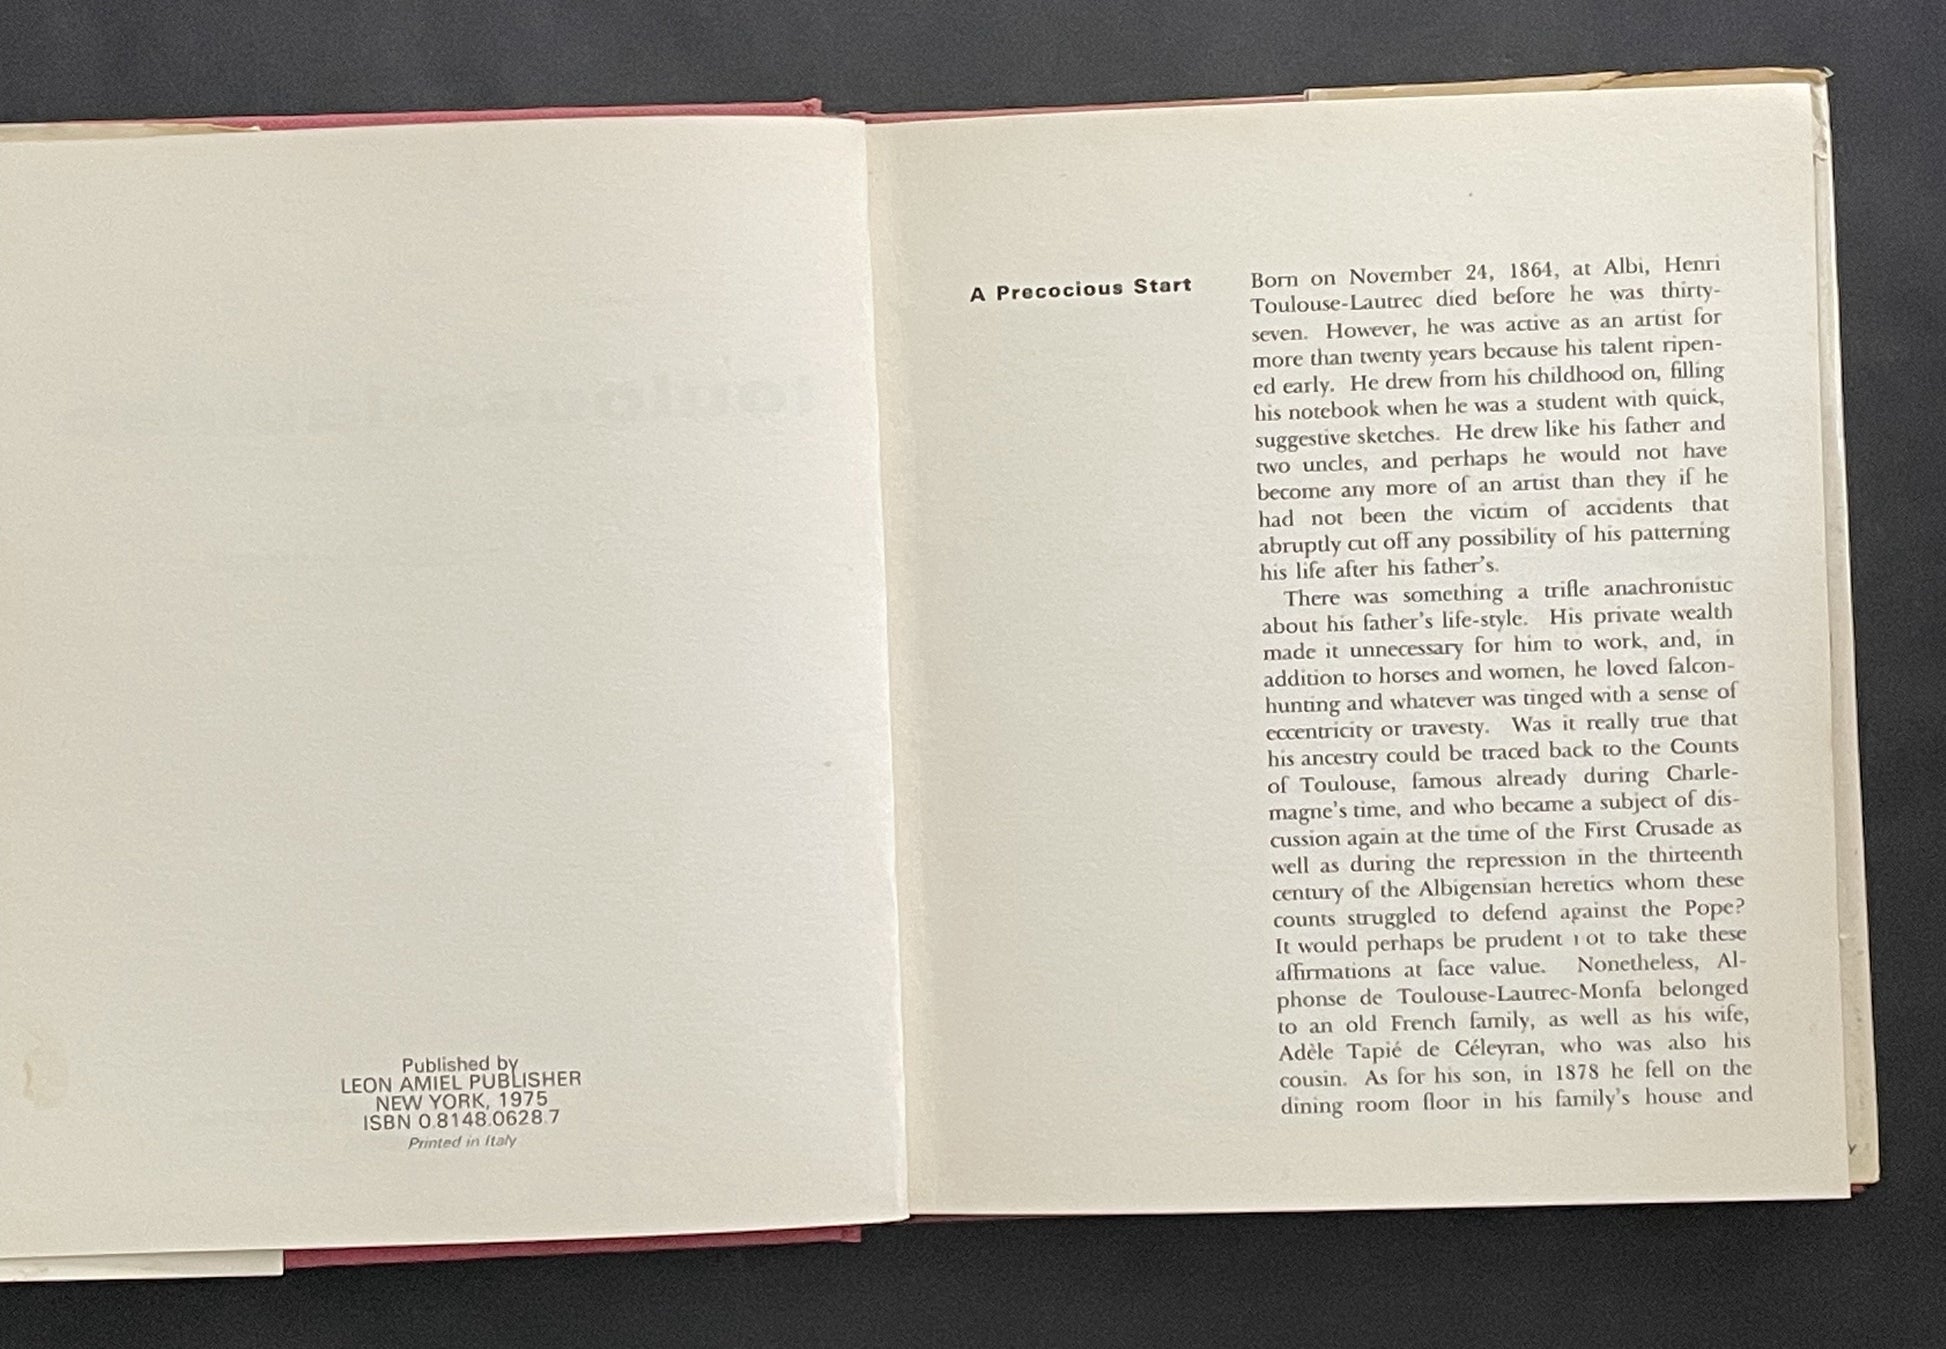 Published by
LEON AMIEL PUBLISHER
NEW YORK, 1975
ISBN 0.8148.0628.7
Printed in Italy
A Precocious Start
Born on November 24, 1864, at Albi, Henri
Toulouse-Lautrec died before he was thirty-
seven. However, he was active as an artist for
more than twenty years because his talent ripen-
ed early. He drew from his childhood on, filling
his notebook when he was a student with quick,
suggestive sketches. He drew like his father and
two uncles, and perhaps he would not have
become any more of an artist than they if he
had not been the victim of accidents that
abruptly cut off any possibility of his patterning
his life after his father's.
There was something a trifle anachronistic
about his father's life-style. His private wealth
made it unnecessary for him to work, and, in
addition to horses and women, he loved falcon-
hunting and whatever was tinged with a sense of
eccentricity or travesty. Was it really true that
his ancestry could be traced back to the Counts
of Toulouse, famous already during Charle-
magne's time, and who became a subject of dis-
cussion again at the time of the First Crusade as
well as during the repression in the thirteenth
century of the Albigensian heretics whom these
counts struggled to defend against the Pope?
It would perhaps be prudent not to take these
affirmations at face value. Nonetheless, Al-
phonse de Toulouse-Lautrec-Monfa belonged
to an old French family, as well as his wife,
Adèle Tapié de Céleyran, who was also his
cousin. As for his son, in 1878 he fell on the
dining room floor in his family's house and